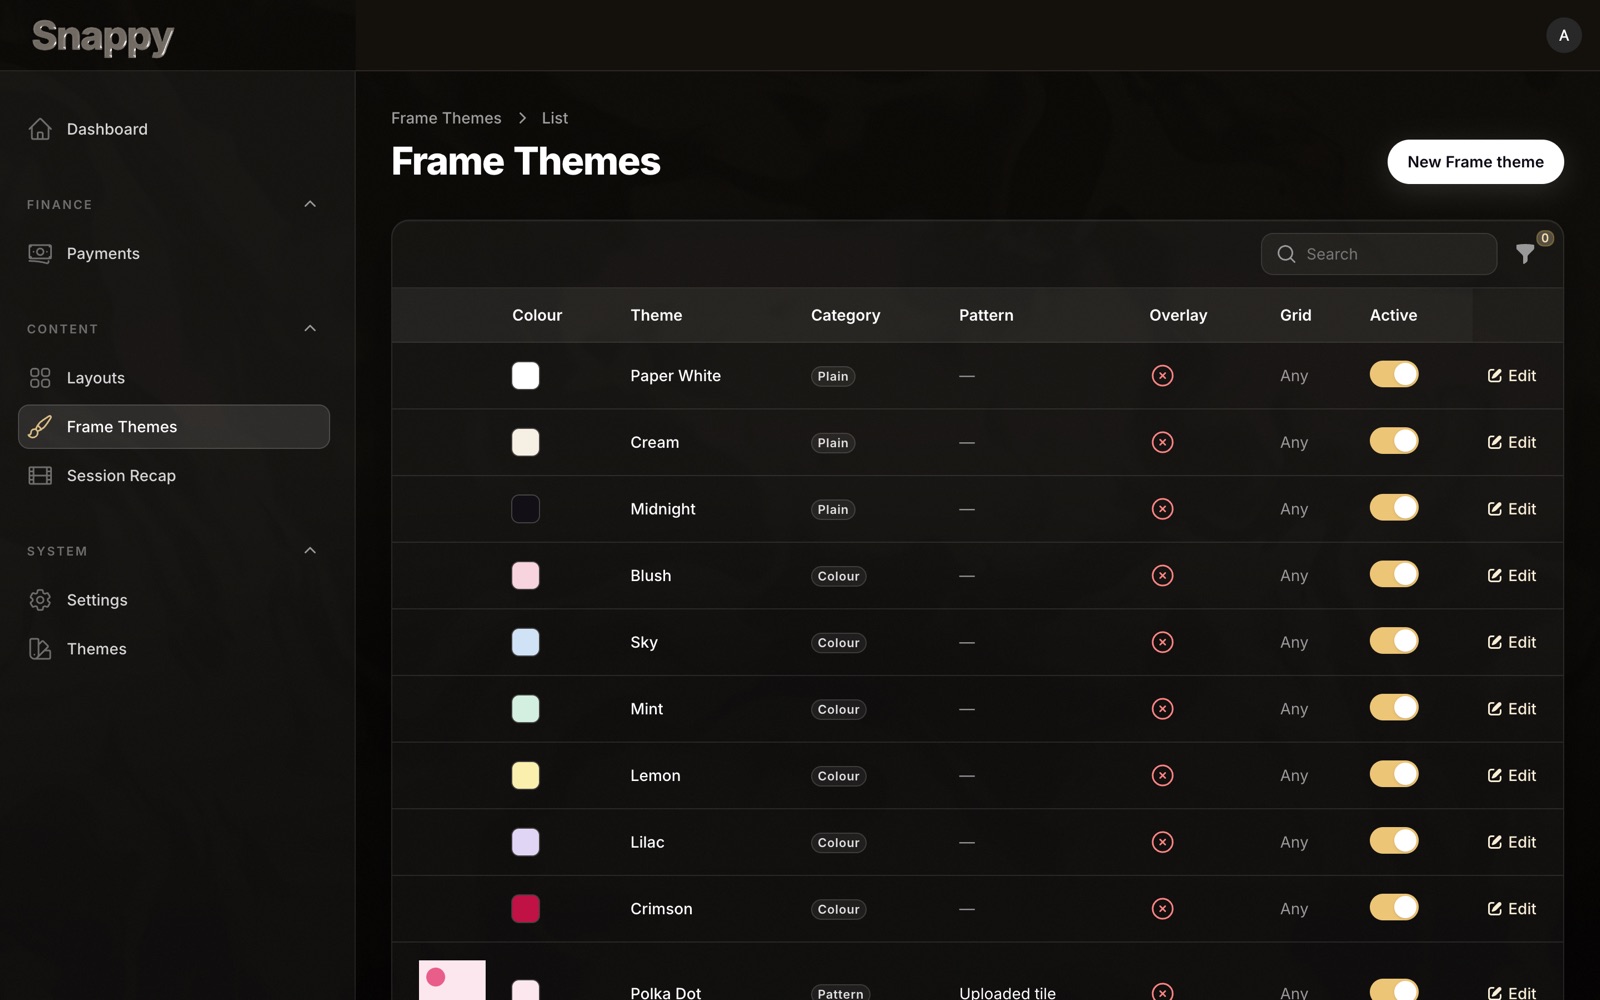 Snappy
A
Dashboard
FINANCE
Payments
CONTENT
Layouts
Frame Themes
Session Recap
SYSTEM
Settings
Themes
Frame Themes > List
Frame Themes
New Frame theme
Search
0
Colour Theme Category Pattern Overlay Grid Active
Paper White Plain — Any Edit
Cream Plain — Any Edit
Midnight Plain — Any Edit
Blush Colour — Any Edit
Sky Colour — Any Edit
Mint Colour — Any Edit
Lemon Colour — Any Edit
Lilac Colour — Any Edit
Crimson Colour — Any Edit
Polka Dot Pattern Uploaded tile Any Edit